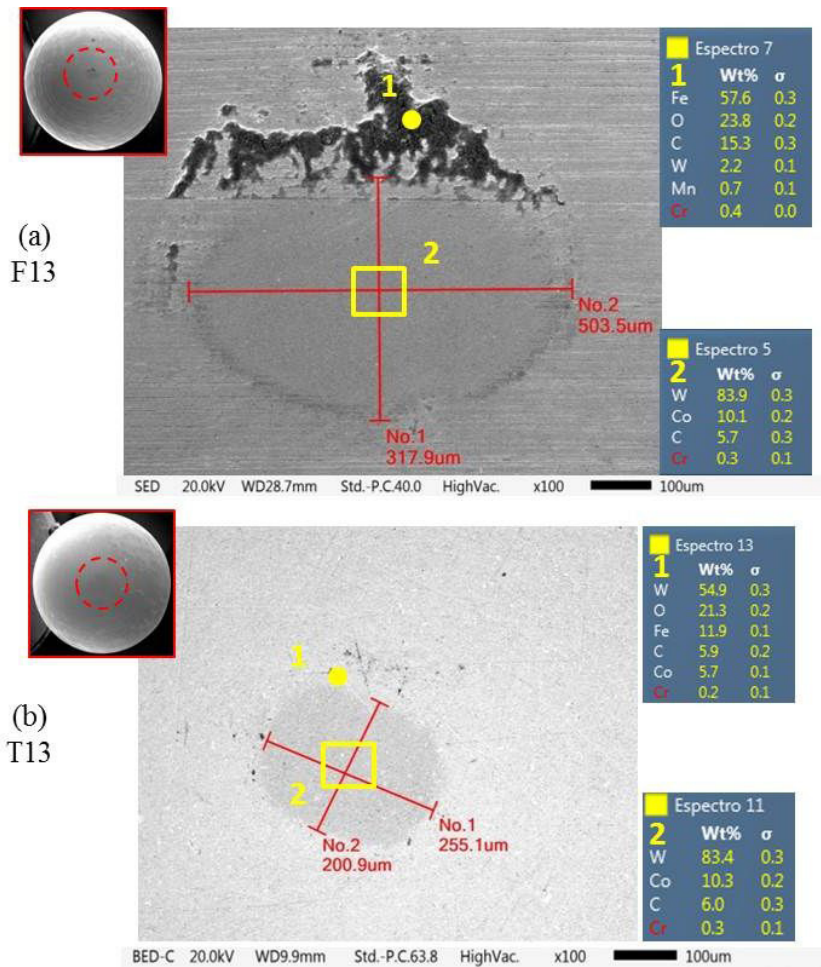 1
Espectro 7
1 Wt% σ
Fe 57.6 0.3
O 23.8 0.2
C 15.3 0.3
W 2.2 0.1
Mn 0.7 0.1
Cr 0.4 0.0
(a)
F13
2
No.2
503.5um
No.1
317.9um
Espectro 5
2 Wt% σ
W 83.9 0.3
Co 10.1 0.2
C 5.7 0.3
Cr 0.3 0.1
SED 20.0kV WD28.7mm Std.-P.C.40.0 HighVac. x100 100um
Espectro 13
1 Wt% σ
W 54.9 0.3
O 21.3 0.2
Fe 11.9 0.1
C 5.9 0.2
Co 5.7 0.1
Cr 0.2 0.1
1
(b)
T13
2
No.1
255.1um
No.2
200.9um
Espectro 11
2 Wt% σ
W 83.4 0.3
Co 10.3 0.2
C 6.0 0.3
Cr 0.3 0.1
BED-C 20.0kV WD9.9mm Std.-P.C.63.8 HighVac. x100 100um